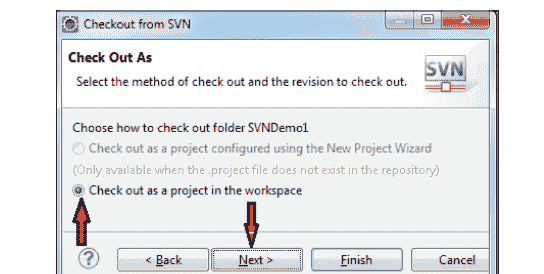 Checkout from SVN
Check Out As
Select the method of check out and the revision to check out.
SVN
Choose how to check out folder SVNDemo1
Check out as a project configured using the New Project Wizard
(Only available when the .project file does not exist in the repository)
Check out as a project in the workspace
? < Back Next > Finish Cancel